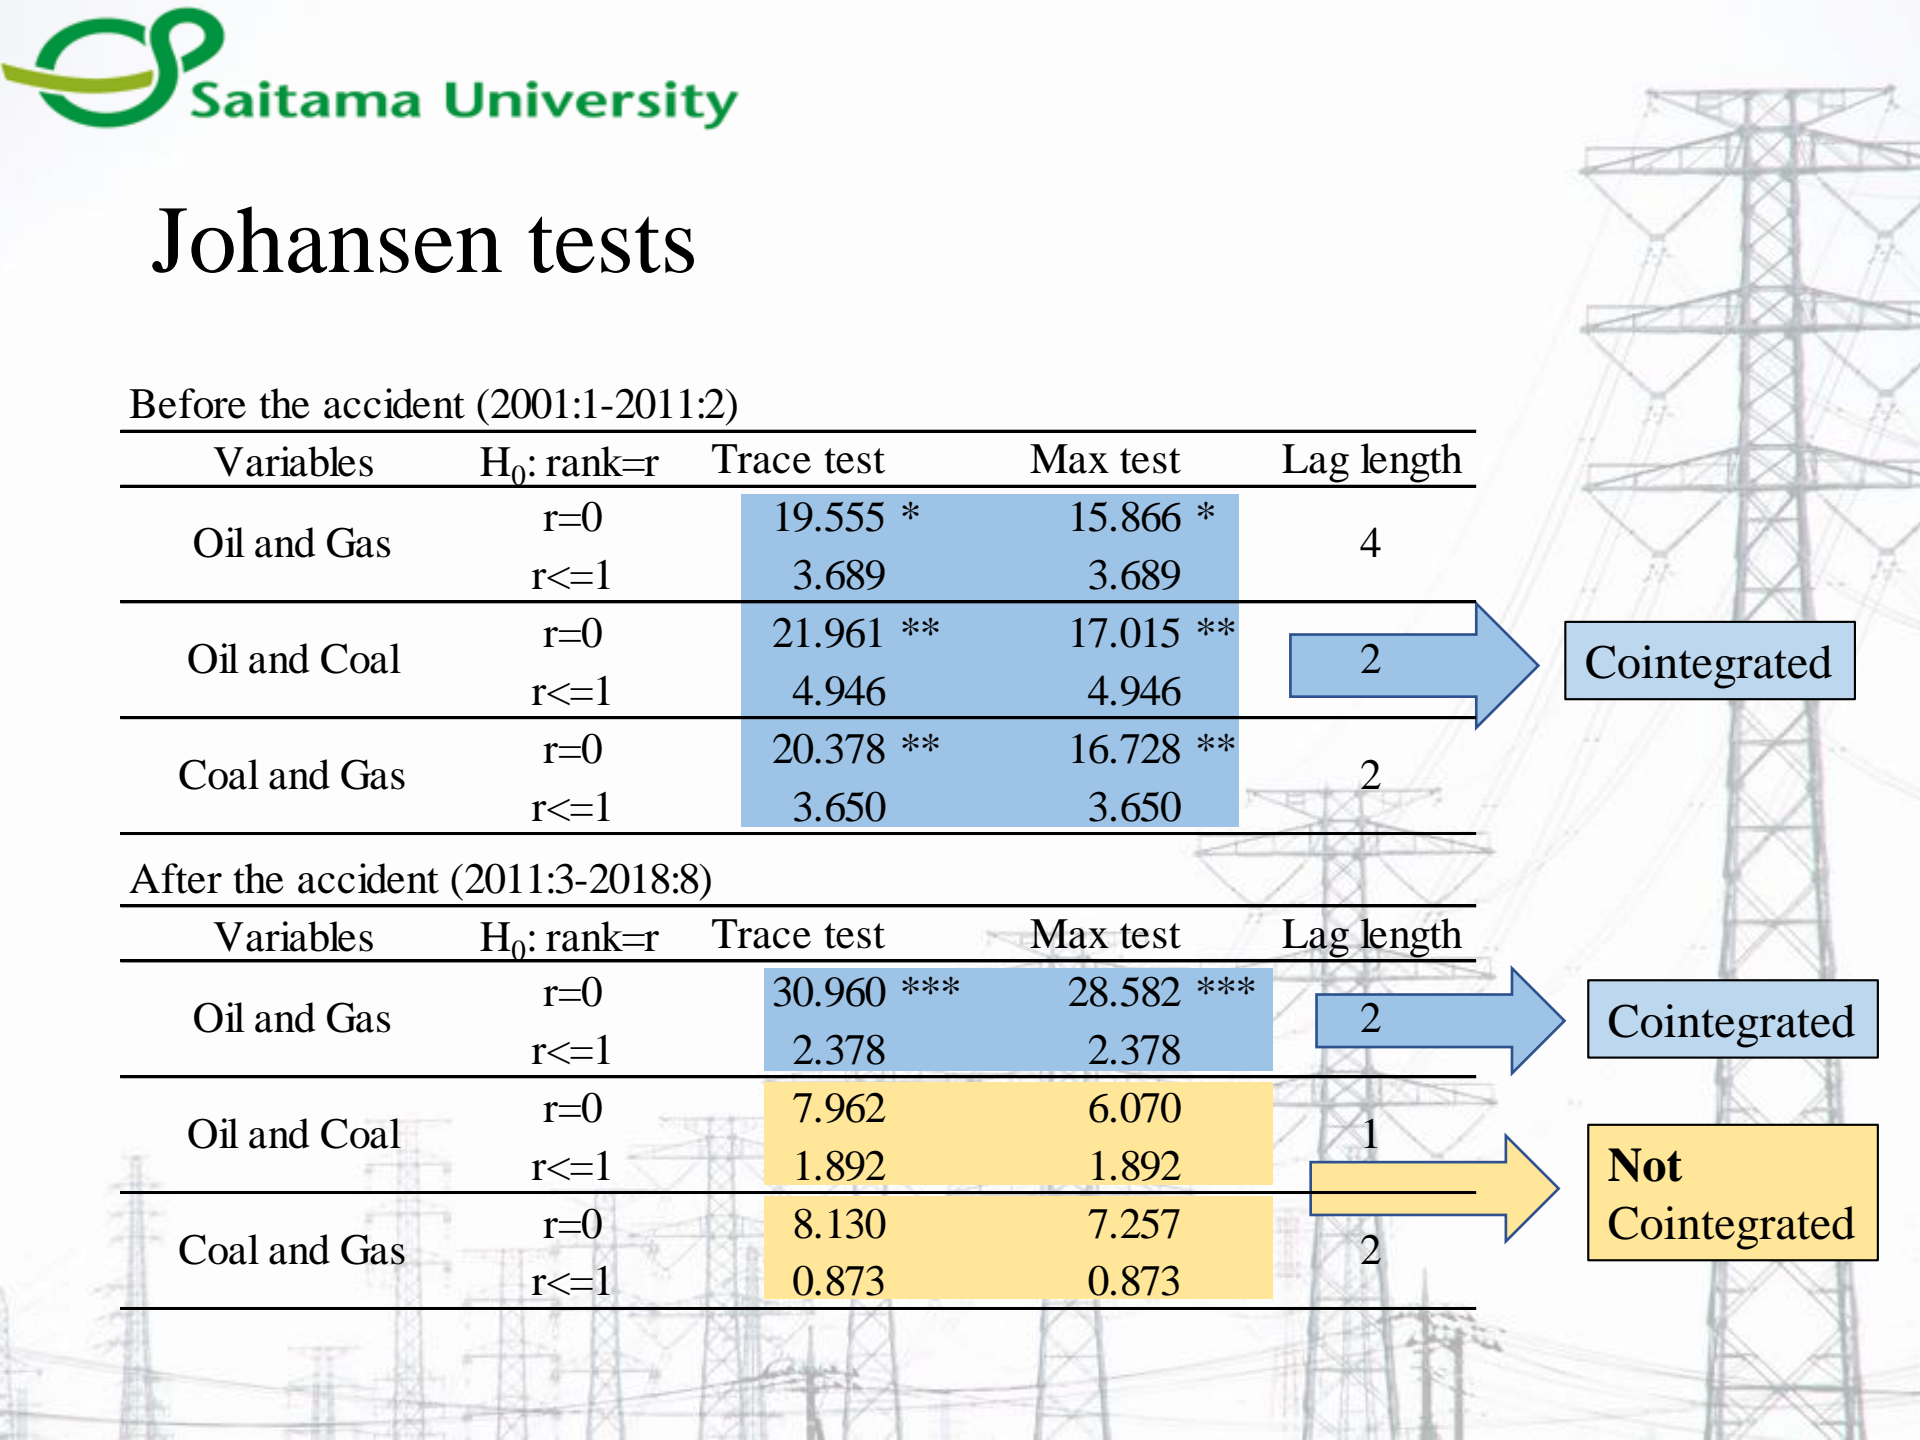 Saitama University
Johansen tests
Before the accident (2001:1-2011:2)
Variables H₀: rank=r Trace test Max test Lag length
Oil and Gas r=0 19.555 * 15.866 * 4
r<=1 3.689 3.689
Oil and Coal r=0 21.961 ** 17.015 ** 2
r<=1 4.946 4.946
Cointegrated
Coal and Gas r=0 20.378 ** 16.728 ** 2
r<=1 3.650 3.650
After the accident (2011:3-2018:8)
Variables H₀: rank=r Trace test Max test Lag length
Oil and Gas r=0 30.960 *** 28.582 *** 2
r<=1 2.378 2.378
Cointegrated
Oil and Coal r=0 7.962 6.070 1
r<=1 1.892 1.892
Not
Cointegrated
Coal and Gas r=0 8.130 7.257 2
r<=1 0.873 0.873